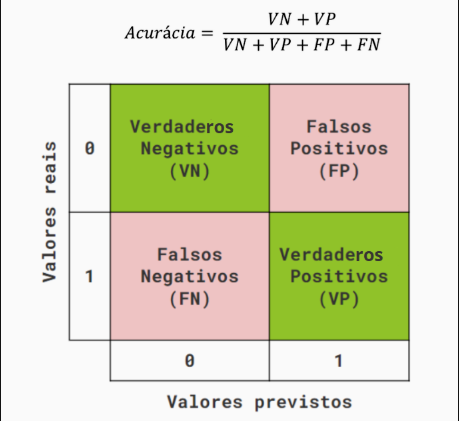 Acurácia = VN + VP / VN + VP + FP + FN
Valores reais
0
Verdaderos
Negativos
(VN)
Falsos
Positivos
(FP)
1
Falsos
Negativos
(FN)
Verdaderos
Positivos
(VP)
0 1
Valores previstos